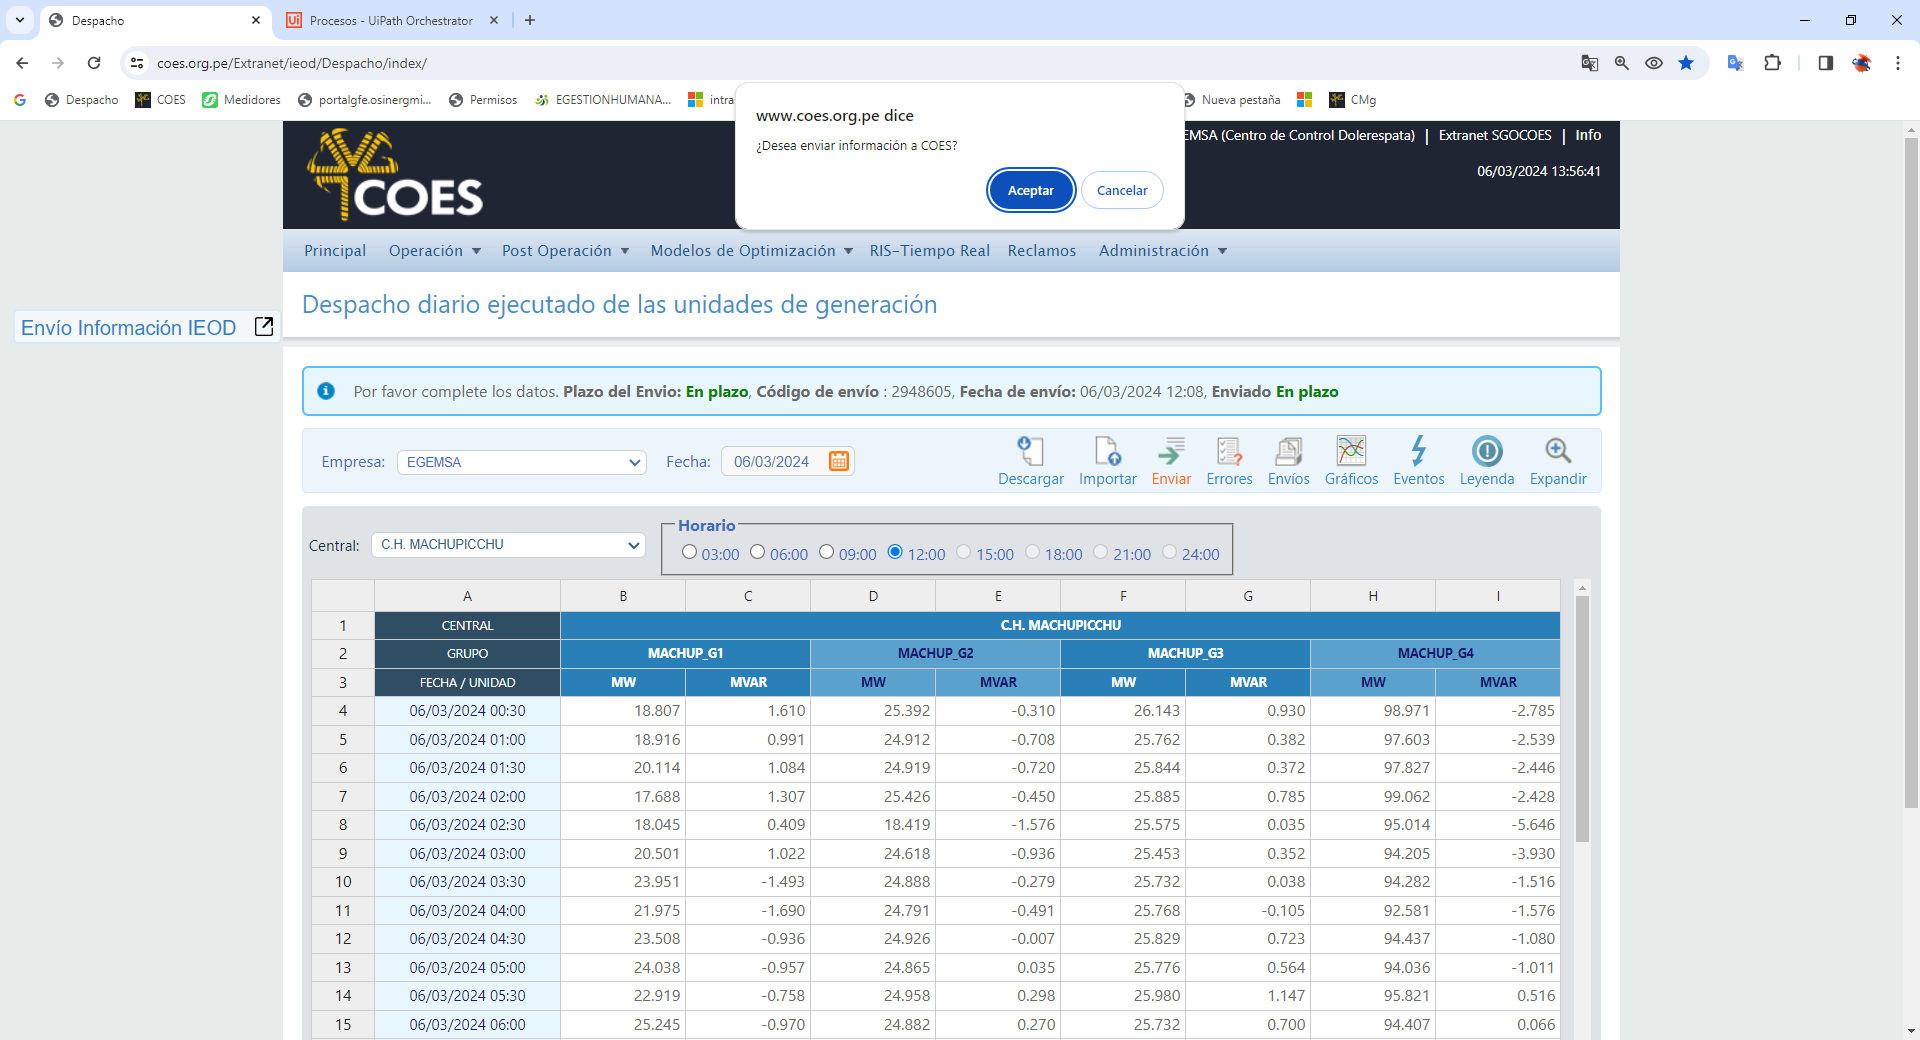 Despacho
Procesos - UiPath Orchestrator
coes.org.pe/Extranet/ieod/Despacho/index/
Despacho
COES
Medidores
portalgfe.osinergmi...
Permisos
EGESTIONHUMANA...
intra
Nueva pestaña
CMg
www.coes.org.pe dice
¿Desea enviar información a COES?
Aceptar
Cancelar
COES
EMSA (Centro de Control Dolerespata) | Extranet SGOCOES | Info
06/03/2024 13:56:41
Principal Operación Post Operación Modelos de Optimización RIS-Tiempo Real Reclamos Administración
Despacho diario ejecutado de las unidades de generación
Envío Información IEOD
Por favor complete los datos. Plazo del Envio: En plazo, Código de envío : 2948605, Fecha de envío: 06/03/2024 12:08, Enviado En plazo
Empresa: EGEMSA Fecha: 06/03/2024
Descargar Importar Enviar Errores Envíos Gráficos Eventos Leyenda Expandir
Central: C.H. MACHUPICCHU
Horario
03:00 06:00 09:00 12:00 15:00 18:00 21:00 24:00
A B C D E F G H I
1 CENTRAL C.H. MACHUPICCHU
2 GRUPO MACHUP_G1 MACHUP_G2 MACHUP_G3 MACHUP_G4
3 FECHA / UNIDAD MW MVAR MW MVAR MW MVAR MW MVAR
4 06/03/2024 00:30 18.807 1.610 25.392 -0.310 26.143 0.930 98.971 -2.785
5 06/03/2024 01:00 18.916 0.991 24.912 -0.708 25.762 0.382 97.603 -2.539
6 06/03/2024 01:30 20.114 1.084 24.919 -0.720 25.844 0.372 97.827 -2.446
7 06/03/2024 02:00 17.688 1.307 25.426 -0.450 25.885 0.785 99.062 -2.428
8 06/03/2024 02:30 18.045 0.409 18.419 -1.576 25.575 0.035 95.014 -5.646
9 06/03/2024 03:00 20.501 1.022 24.618 -0.936 25.453 0.352 94.205 -3.930
10 06/03/2024 03:30 23.951 -1.493 24.888 -0.279 25.732 0.038 94.282 -1.516
11 06/03/2024 04:00 21.975 -1.690 24.791 -0.491 25.768 -0.105 92.581 -1.576
12 06/03/2024 04:30 23.508 -0.936 24.926 -0.007 25.829 0.723 94.437 -1.080
13 06/03/2024 05:00 24.038 -0.957 24.865 0.035 25.776 0.564 94.036 -1.011
14 06/03/2024 05:30 22.919 -0.758 24.958 0.298 25.980 1.147 95.821 0.516
15 06/03/2024 06:00 25.245 -0.970 24.882 0.270 25.732 0.700 94.407 0.066